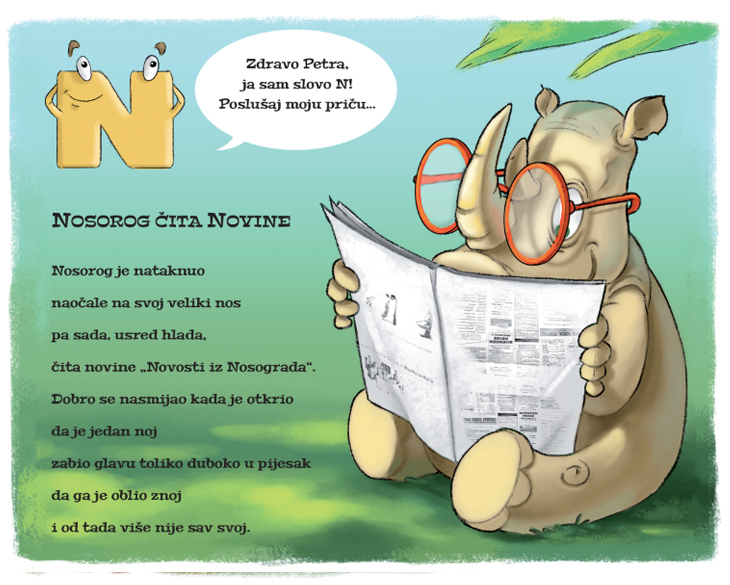 N
Zdravo Petra,
ja sam slovo N!
Poslušaj moju priču...
Nosorog čita Novine
Nosorog je nataknuo
naočale na svoj veliki nos
pa sada, usred hlada,
čita novine „Novosti iz Nosograda“.
Dobro se nasmijao kada je otkrio
da je jedan noj
zabio glavu toliko duboko u pijesak
da ga je oblio znoj
i od tada više nije sav svoj.